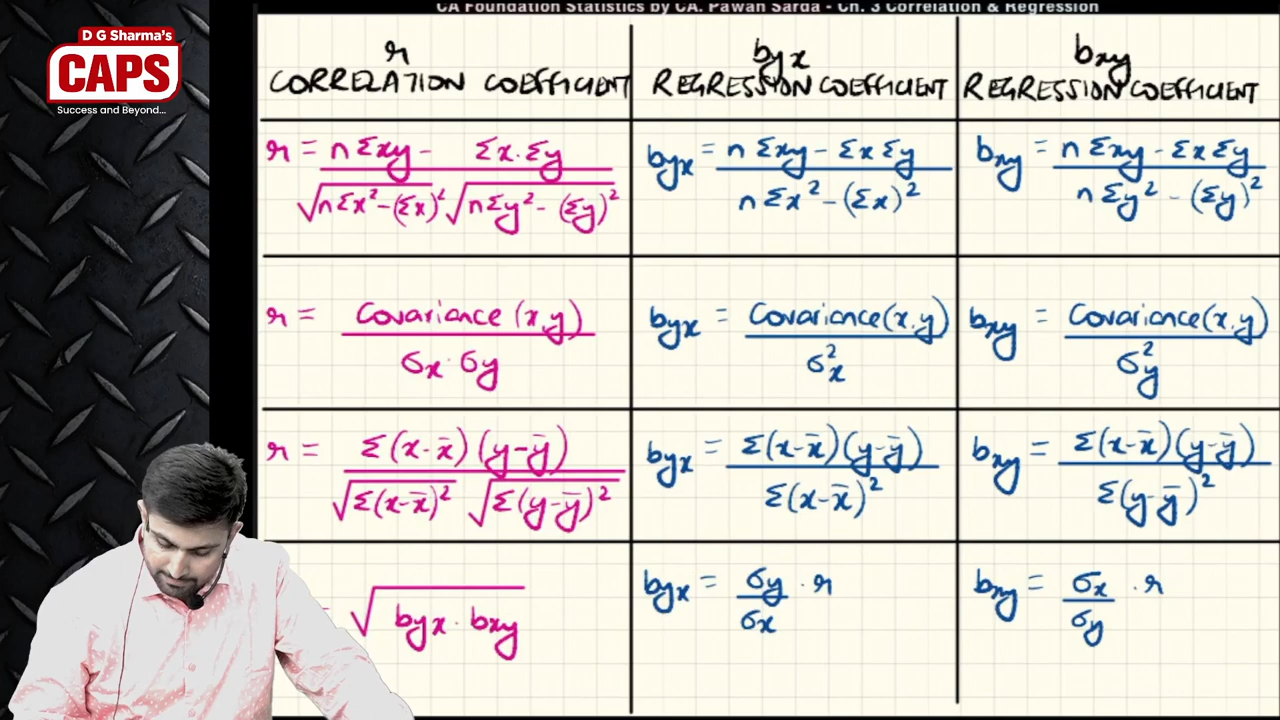 CA Foundation Statistics by CA. Pawan Sarda - Ch. 3 Correlation & Regression
D G Sharma's
CAPS
Success and Beyond...
r
CORRELATION COEFFICIENT
byx
REGRESSION COEFFICIENT
bxy
REGRESSION COEFFICIENT
r = nΣxy - Σx.Σy
√nΣx²-(Σx)² √nΣy²-(Σy)²
byx = nΣxy - ΣxΣy
nΣx²-(Σx)²
bxy = nΣxy - ΣxΣy
nΣy²-(Σy)²
r = Covariance (x,y)
σx·σy
byx = Covariance(x,y)
σ²x
bxy = Covariance(x,y)
σ²y
r = Σ(x-x̄)(y-ȳ)
√Σ(x-x̄)² √Σ(y-ȳ)²
byx = Σ(x-x̄)(y-ȳ)
Σ(x-x̄)²
bxy = Σ(x-x̄)(y-ȳ)
Σ(y-ȳ)²
= √byx·bxy
byx = σy · r
σx
bxy = σx · r
σy